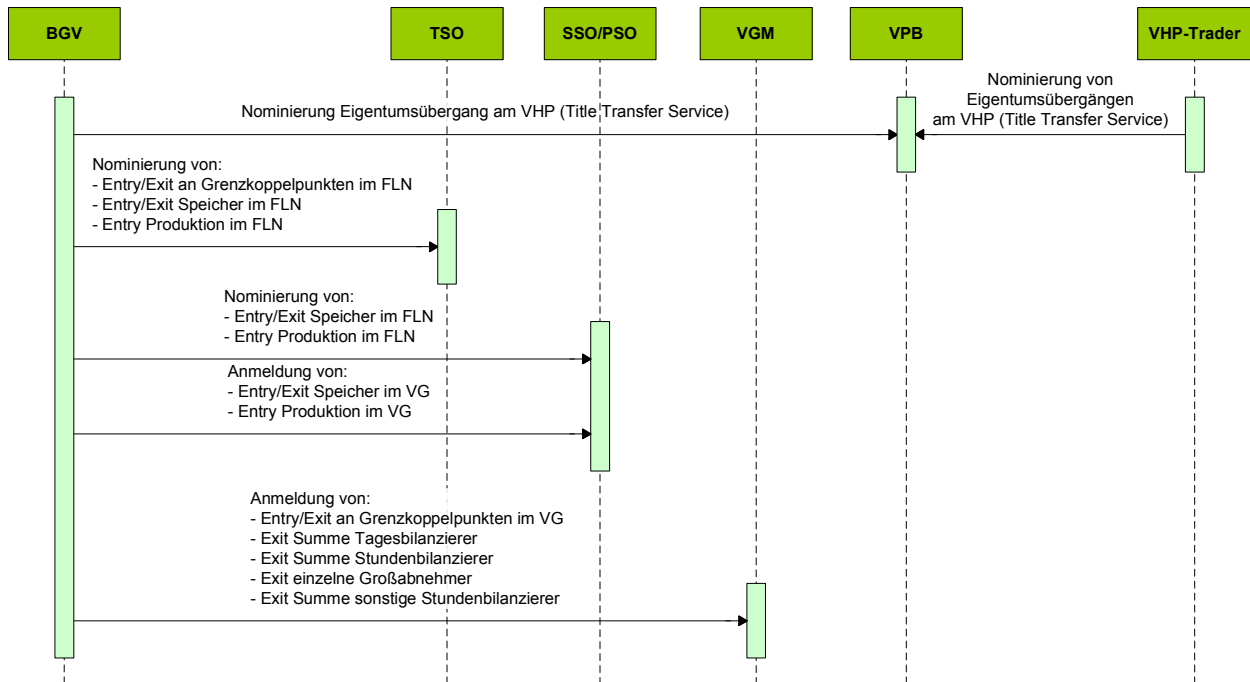 BGV
TSO
SSO/PSO
VGM
VPB
VHP-Trader
Nominierung Eigentumsübergang am VHP (Title Transfer Service)
Nominierung von
Eigentumsübergängen
am VHP (Title Transfer Service)
Nominierung von:
- Entry/Exit an Grenzkoppelpunkten im FLN
- Entry/Exit Speicher im FLN
- Entry Produktion im FLN
Nominierung von:
- Entry/Exit Speicher im FLN
- Entry Produktion im FLN
Anmeldung von:
- Entry/Exit Speicher im VG
- Entry Produktion im VG
Anmeldung von:
- Entry/Exit an Grenzkoppelpunkten im VG
- Exit Summe Tagesbilanzierer
- Exit Summe Stundenbilanzierer
- Exit einzelne Großabnehmer
- Exit Summe sonstige Stundenbilanzierer